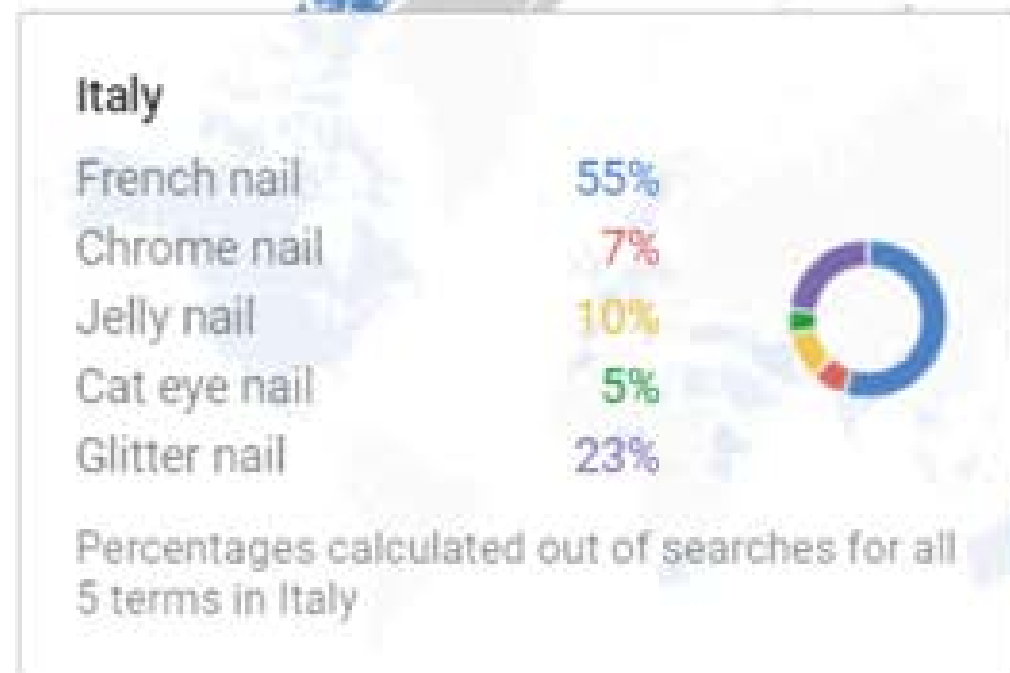 Italy
French nail 55%
Chrome nail 7%
Jelly nail 10%
Cat eye nail 5%
Glitter nail 23%
Percentages calculated out of searches for all
5 terms in Italy